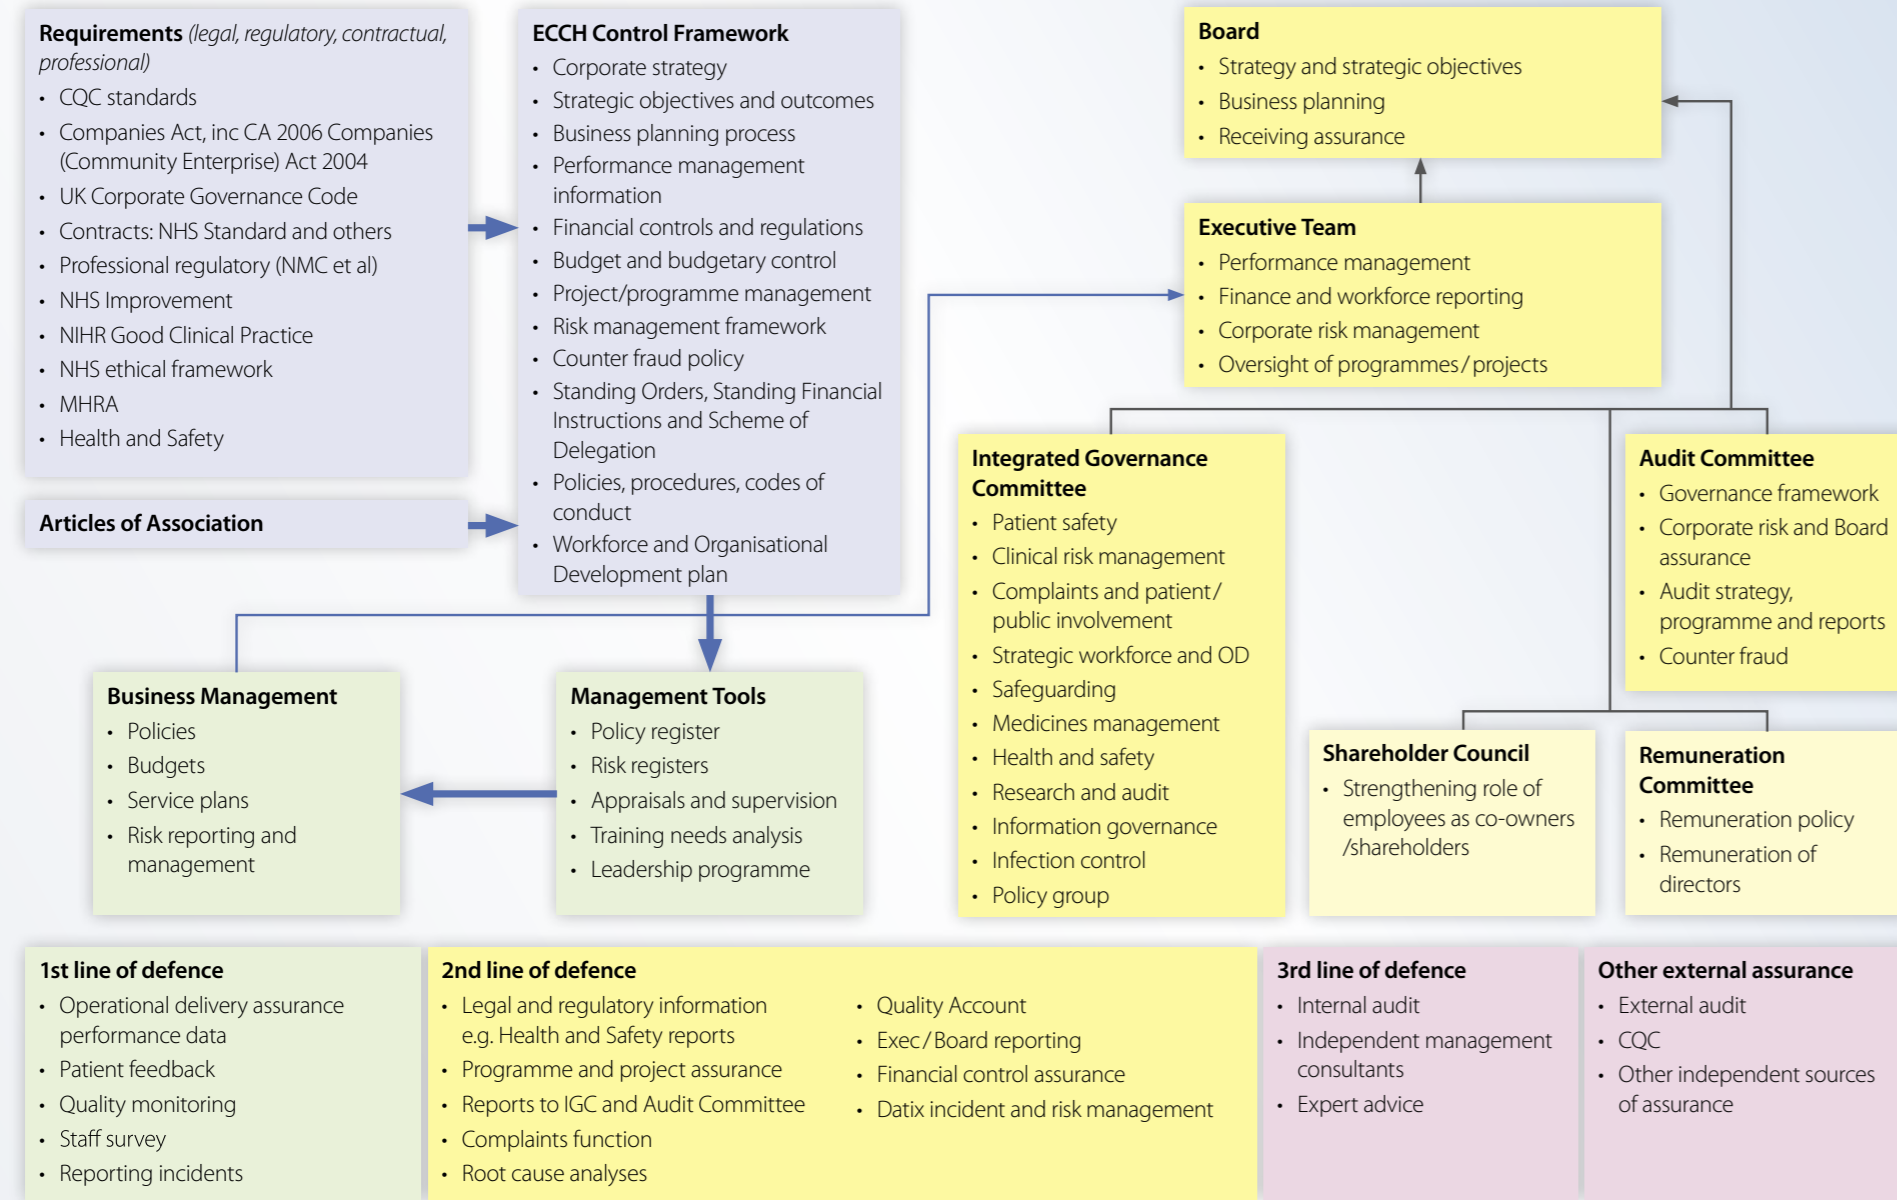 Requirements (legal, regulatory, contractual,
professional)
• CQC standards
• Companies Act, inc CA 2006 Companies
(Community Enterprise) Act 2004
• UK Corporate Governance Code
• Contracts: NHS Standard and others
• Professional regulatory (NMC et al)
• NHS Improvement
• NIHR Good Clinical Practice
• NHS ethical framework
• MHRA
• Health and Safety
Articles of Association
ECCH Control Framework
• Corporate strategy
• Strategic objectives and outcomes
• Business planning process
• Performance management
information
• Financial controls and regulations
• Budget and budgetary control
• Project/programme management
• Risk management framework
• Counter fraud policy
• Standing Orders, Standing Financial
Instructions and Scheme of
Delegation
• Policies, procedures, codes of
conduct
• Workforce and Organisational
Development plan
Board
• Strategy and strategic objectives
• Business planning
• Receiving assurance
Executive Team
• Performance management
• Finance and workforce reporting
• Corporate risk management
• Oversight of programmes/projects
Business Management
• Policies
• Budgets
• Service plans
• Risk reporting and
management
Management Tools
• Policy register
• Risk registers
• Appraisals and supervision
• Training needs analysis
• Leadership programme
Integrated Governance
Committee
• Patient safety
• Clinical risk management
• Complaints and patient/
public involvement
• Strategic workforce and OD
• Safeguarding
• Medicines management
• Health and safety
• Research and audit
• Information governance
• Infection control
• Policy group
Audit Committee
• Governance framework
• Corporate risk and Board
assurance
• Audit strategy,
programme and reports
• Counter fraud
Shareholder Council
• Strengthening role of
employees as co-owners
/shareholders
Remuneration
Committee
• Remuneration policy
• Remuneration of
directors
1st line of defence
• Operational delivery assurance
performance data
• Patient feedback
• Quality monitoring
• Staff survey
• Reporting incidents
2nd line of defence
• Legal and regulatory information
e.g. Health and Safety reports
• Programme and project assurance
• Reports to IGC and Audit Committee
• Complaints function
• Root cause analyses
• Quality Account
• Exec/Board reporting
• Financial control assurance
• Datix incident and risk management
3rd line of defence
• Internal audit
• Independent management
consultants
• Expert advice
Other external assurance
• External audit
• CQC
• Other independent sources
of assurance